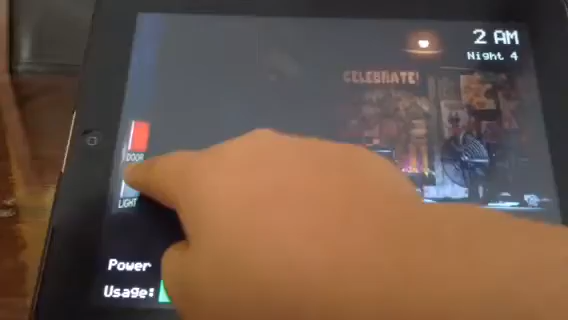 2 AM
Night 4
CELEBRATE!
DOOR
LIGHT
Power
Usage: